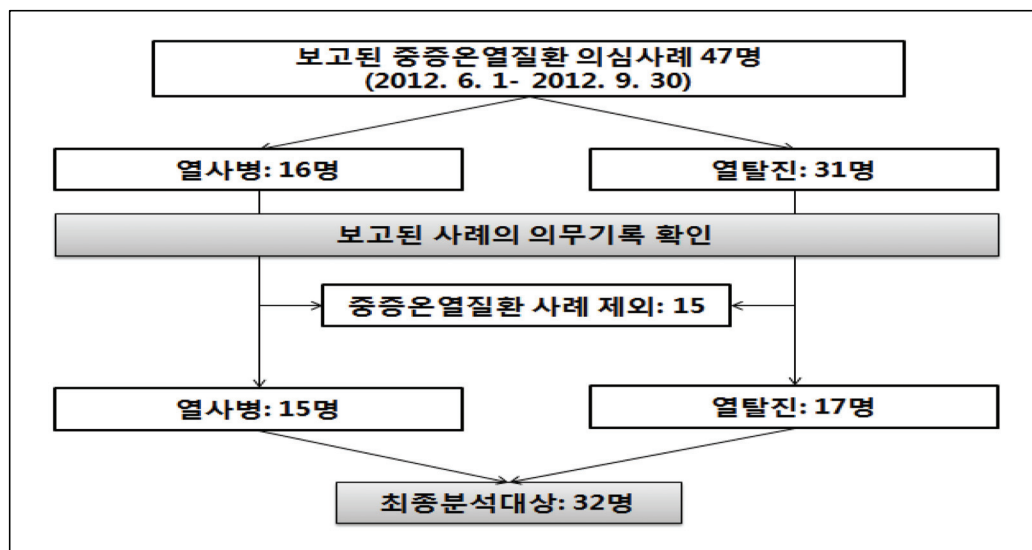 보고된 중증온열질환 의심사례 47명
(2012. 6. 1- 2012. 9. 30)
열사병: 16명
열탈진: 31명
보고된 사례의 의무기록 확인
중증온열질환 사례 제외: 15
열사병: 15명
열탈진: 17명
최종분석대상: 32명